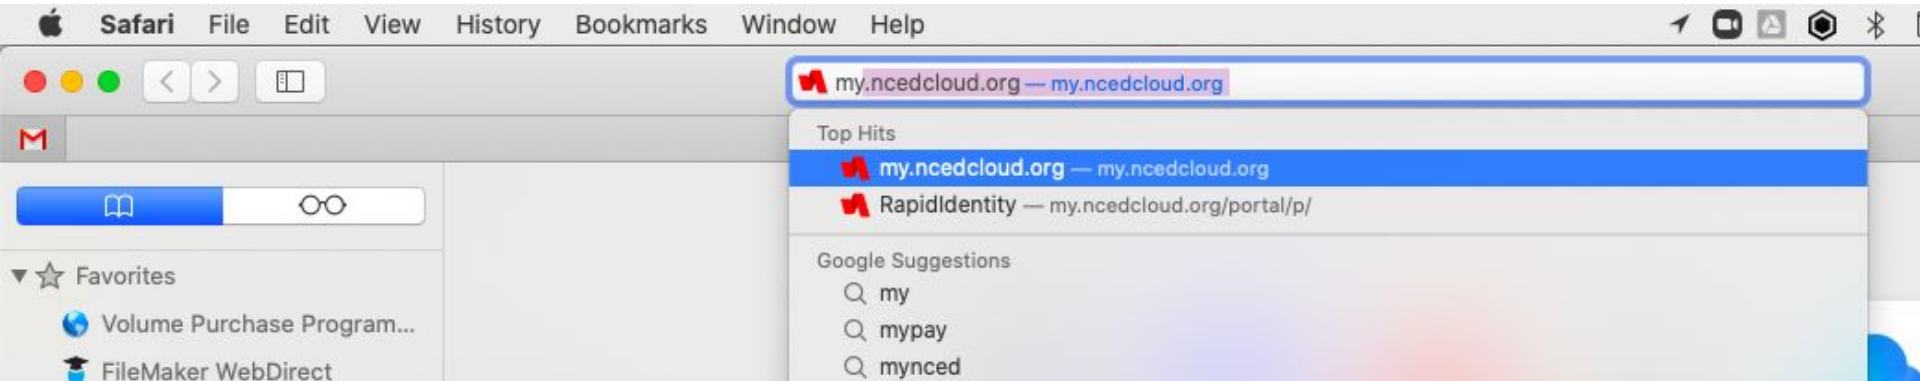 Safari File Edit View History Bookmarks Window Help
my.ncedcloud.org — my.ncedcloud.org
Top Hits
my.ncedcloud.org — my.ncedcloud.org
RapidIdentity — my.ncedcloud.org/portal/p/
Google Suggestions
my
mypay
mynced
Favorites
Volume Purchase Program...
FileMaker WebDirect